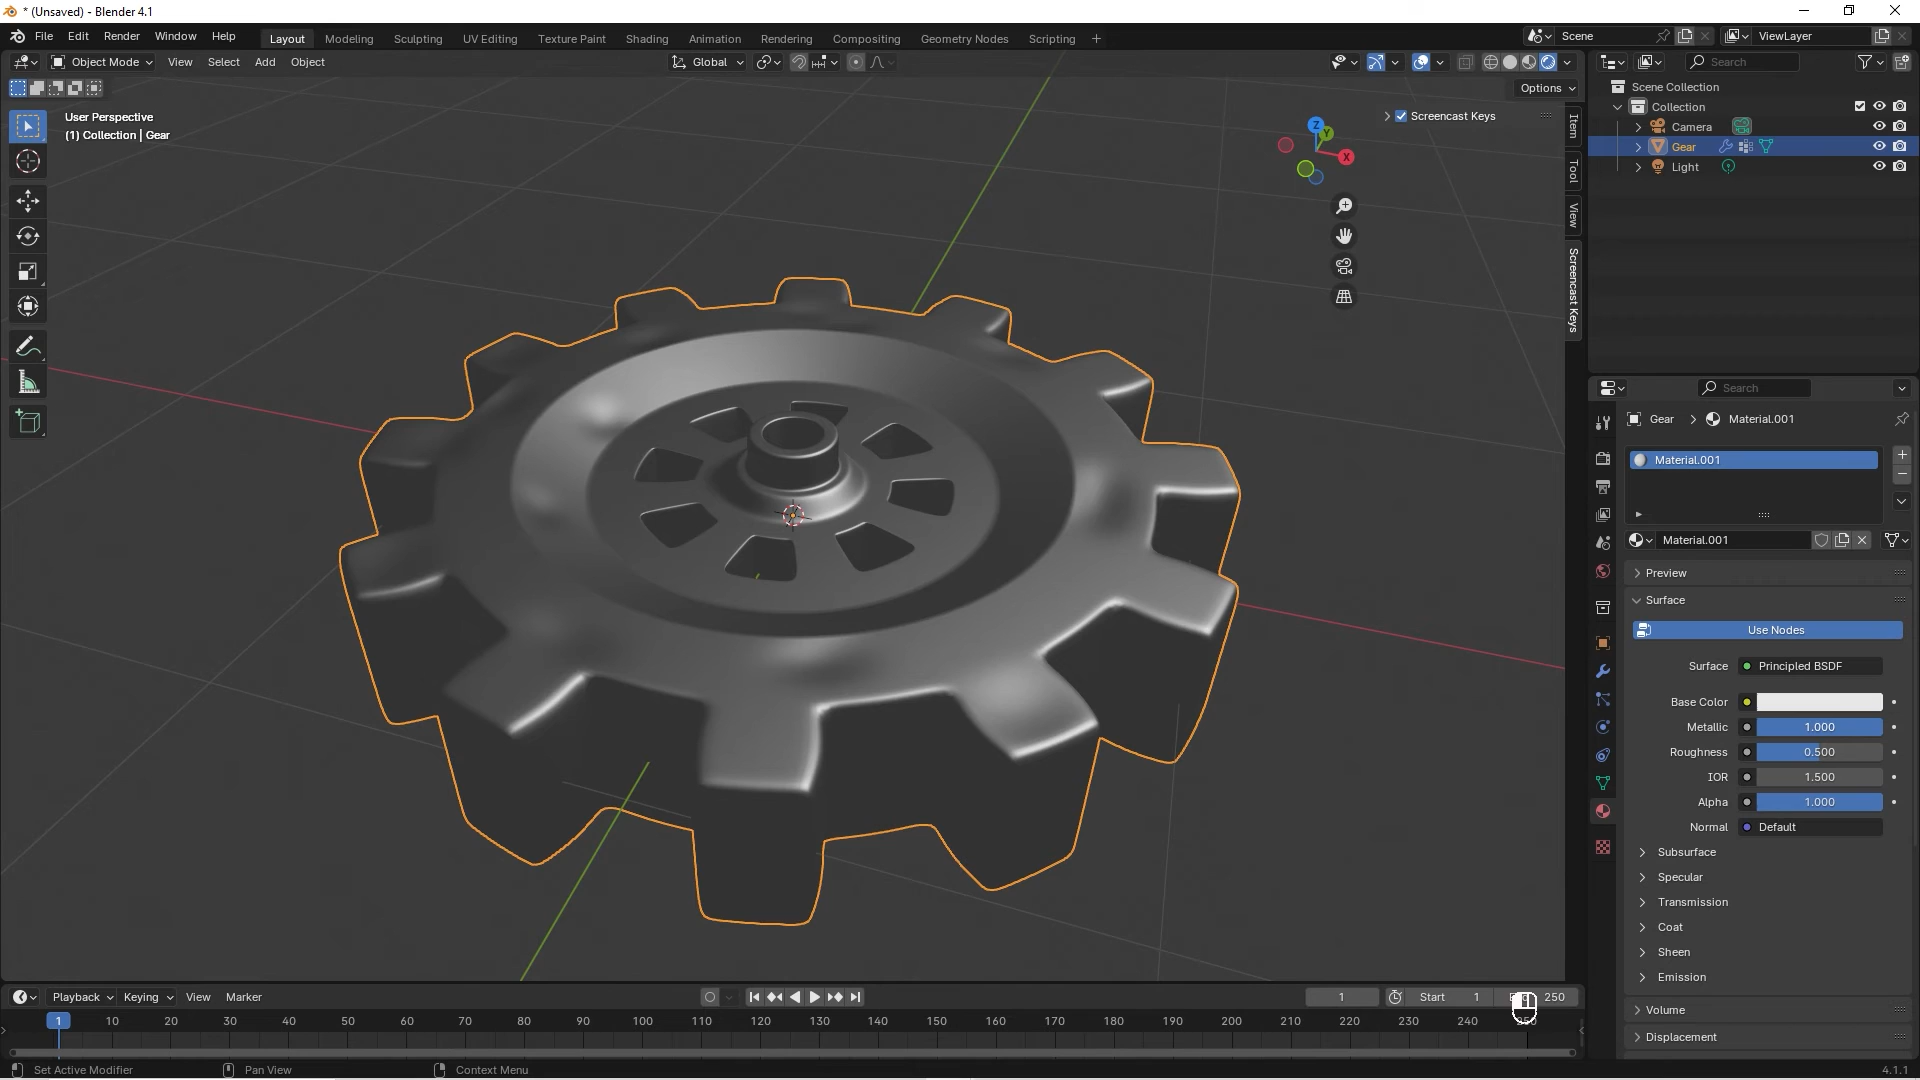 * (Unsaved) - Blender 4.1
File Edit Render Window Help Layout Modeling Sculpting UV Editing Texture Paint Shading Animation Rendering Compositing Geometry Nodes Scripting + Scene ViewLayer
Object Mode View Select Add Object Global Search
Options
User Perspective
(1) Collection | Gear
Z
Y
X
Screencast Keys
Item
Tool
View
Screencast Keys
Scene Collection
Collection
Camera
Gear
Light
Search
Gear Material.001
Material.001
Material.001
Preview
Surface
Use Nodes
Surface Principled BSDF
Base Color
Metallic 1.000
Roughness 0.500
IOR 1.500
Alpha 1.000
Normal Default
Subsurface
Specular
Transmission
Coat
Sheen
Emission
Volume
Displacement
Playback Keying View Marker 1 Start 1 250
1 10 20 30 40 50 60 70 80 90 100 110 120 130 140 150 160 170 180 190 200 210 220 230 240 250
Set Active Modifier Pan View Context Menu 4.1.1